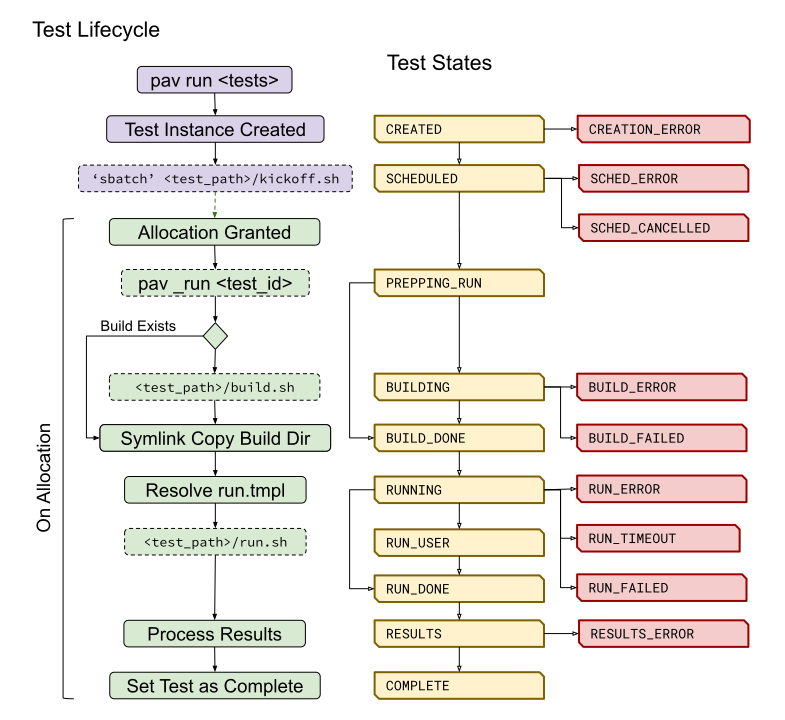 Test Lifecycle
Test States
pav run <tests>
Test Instance Created
‘sbatch’ <test_path>/kickoff.sh
Allocation Granted
pav _run <test_id>
Build Exists
<test_path>/build.sh
Symlink Copy Build Dir
Resolve run.tmpl
<test_path>/run.sh
Process Results
Set Test as Complete
On Allocation
CREATED
CREATION_ERROR
SCHEDULED
SCHED_ERROR
SCHED_CANCELLED
PREPPING_RUN
BUILDING
BUILD_ERROR
BUILD_DONE
BUILD_FAILED
RUNNING
RUN_ERROR
RUN_USER
RUN_TIMEOUT
RUN_DONE
RUN_FAILED
RESULTS
RESULTS_ERROR
COMPLETE